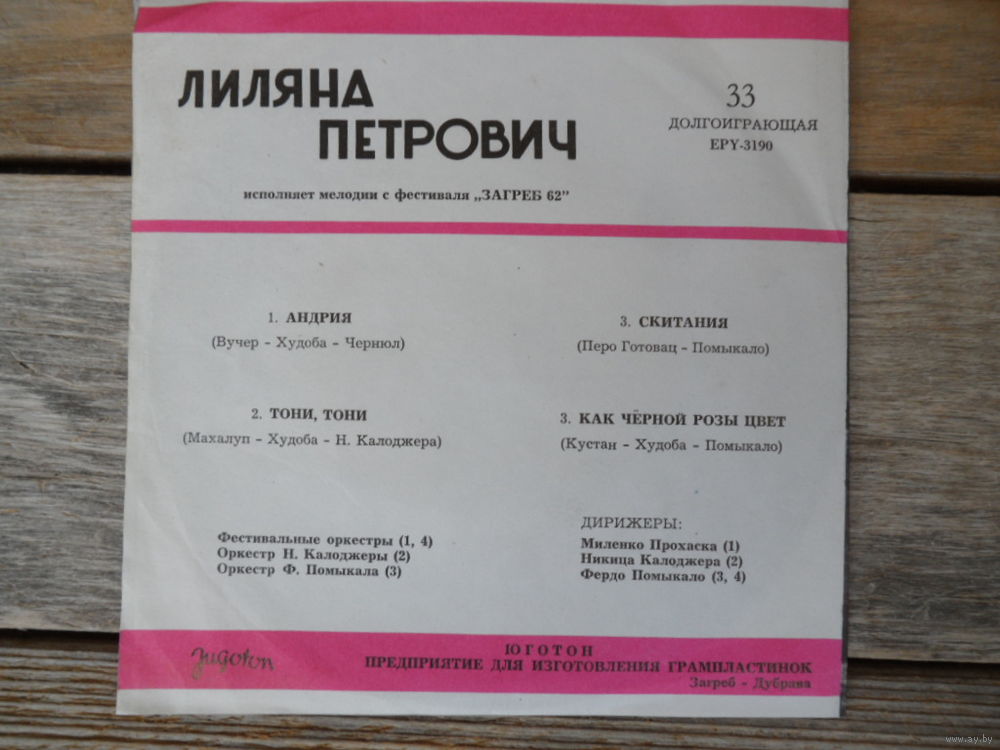 ЛИЛЯНА
ПЕТРОВИЧ
33
ДОЛГОИГРАЮЩАЯ
EPY-3190
исполняет мелодии с фестиваля „ЗАГРЕБ 62”
1. АНДРИЯ
(Вучер – Худоба – Чернюл)
2. ТОНИ, ТОНИ
(Махалуп – Худоба – Н. Калоджера)
3. СКИТАНИЯ
(Перо Готовац – Помыкало)
3. КАК ЧЁРНОЙ РОЗЫ ЦВЕТ
(Кустан – Худоба – Помыкало)
Фестивальные оркестры (1, 4)
Оркестр Н. Калоджеры (2)
Оркестр Ф. Помыкала (3)
ДИРИЖЕРЫ:
Миленко Прохаска (1)
Никица Калоджера (2)
Фердо Помыкало (3, 4)
Jugoton
ЮГОТОН
ПРЕДПРИЯТИЕ ДЛЯ ИЗГОТОВЛЕНИЯ ГРАМПЛАСТИНОК
Загреб – Дубрава
www.ay.by